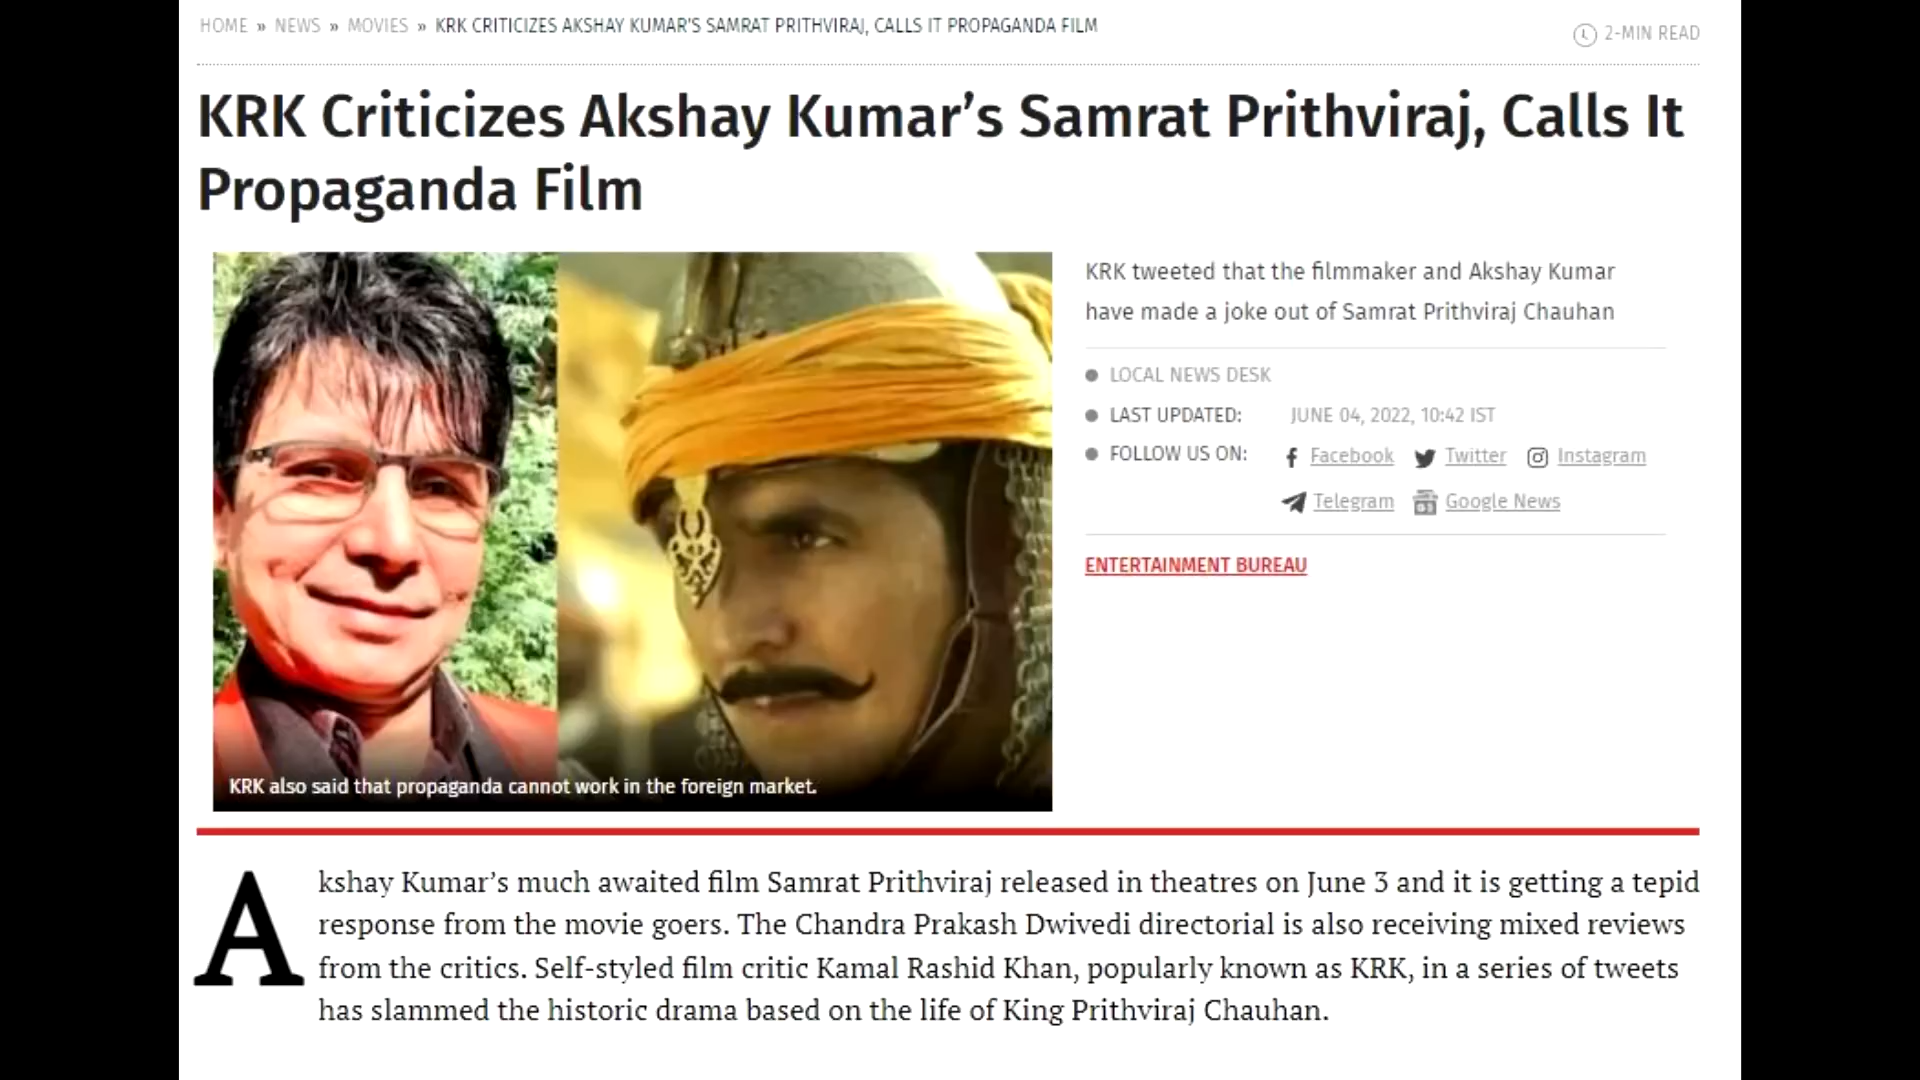 HOME » NEWS » MOVIES » KRK CRITICIZES AKSHAY KUMAR'S SAMRAT PRITHVIRAJ, CALLS IT PROPAGANDA FILM
2-MIN READ
KRK Criticizes Akshay Kumar’s Samrat Prithviraj, Calls It
Propaganda Film
KRK tweeted that the filmmaker and Akshay Kumar
have made a joke out of Samrat Prithviraj Chauhan
LOCAL NEWS DESK
LAST UPDATED: JUNE 04, 2022, 10:42 IST
FOLLOW US ON: Facebook Twitter Instagram
Telegram Google News
ENTERTAINMENT BUREAU
KRK also said that propaganda cannot work in the foreign market.
Akshay Kumar’s much awaited film Samrat Prithviraj released in theatres on June 3 and it is getting a tepid
response from the movie goers. The Chandra Prakash Dwivedi directorial is also receiving mixed reviews
from the critics. Self-styled film critic Kamal Rashid Khan, popularly known as KRK, in a series of tweets
has slammed the historic drama based on the life of King Prithviraj Chauhan.